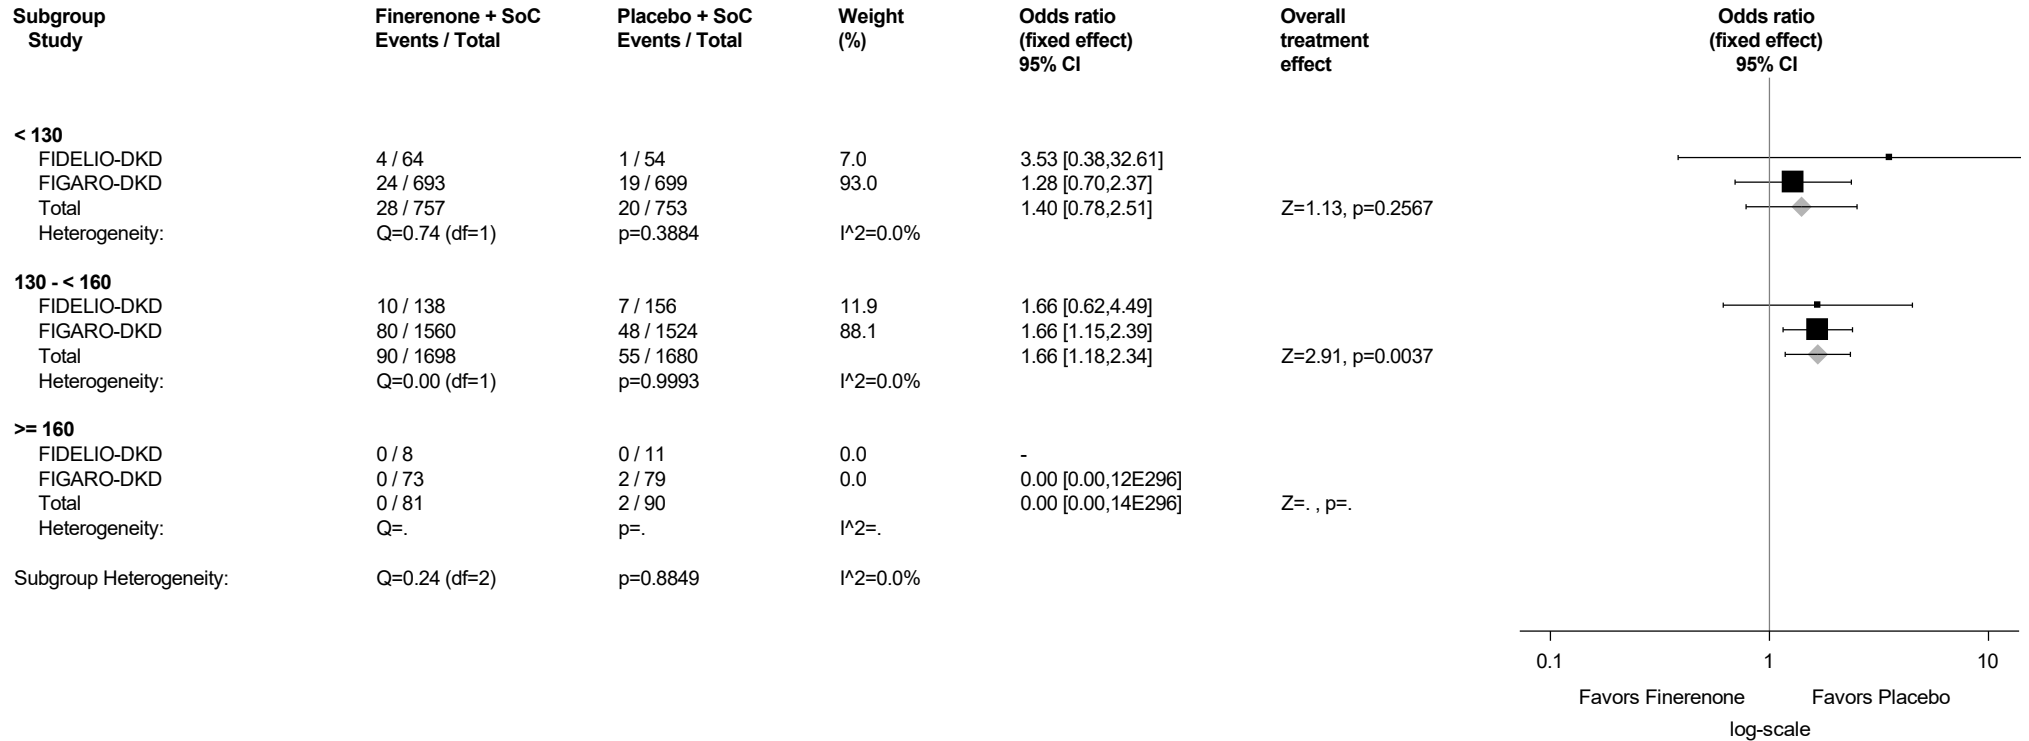 Subgroup Finerenone + SoC Placebo + SoC Weight Odds ratio Overall Odds ratio
Study Events / Total Events / Total (%) (fixed effect) treatment (fixed effect)
95% CI effect 95% CI
< 130
FIDELIO-DKD 4 / 64 1 / 54 7.0 3.53 [0.38,32.61]
FIGARO-DKD 24 / 693 19 / 699 93.0 1.28 [0.70,2.37]
Total 28 / 757 20 / 753 1.40 [0.78,2.51] Z=1.13, p=0.2567
Heterogeneity: Q=0.74 (df=1) p=0.3884 I^2=0.0%
130 - < 160
FIDELIO-DKD 10 / 138 7 / 156 11.9 1.66 [0.62,4.49]
FIGARO-DKD 80 / 1560 48 / 1524 88.1 1.66 [1.15,2.39]
Total 90 / 1698 55 / 1680 1.66 [1.18,2.34] Z=2.91, p=0.0037
Heterogeneity: Q=0.00 (df=1) p=0.9993 I^2=0.0%
>= 160
FIDELIO-DKD 0 / 8 0 / 11 0.0 -
FIGARO-DKD 0 / 73 2 / 79 0.0 0.00 [0.00,12E296]
Total 0 / 81 2 / 90 0.00 [0.00,14E296] Z=. , p=.
Heterogeneity: Q=. p=. I^2=.
Subgroup Heterogeneity: Q=0.24 (df=2) p=0.8849 I^2=0.0%
0.1 1 10
Favors Finerenone Favors Placebo
log-scale